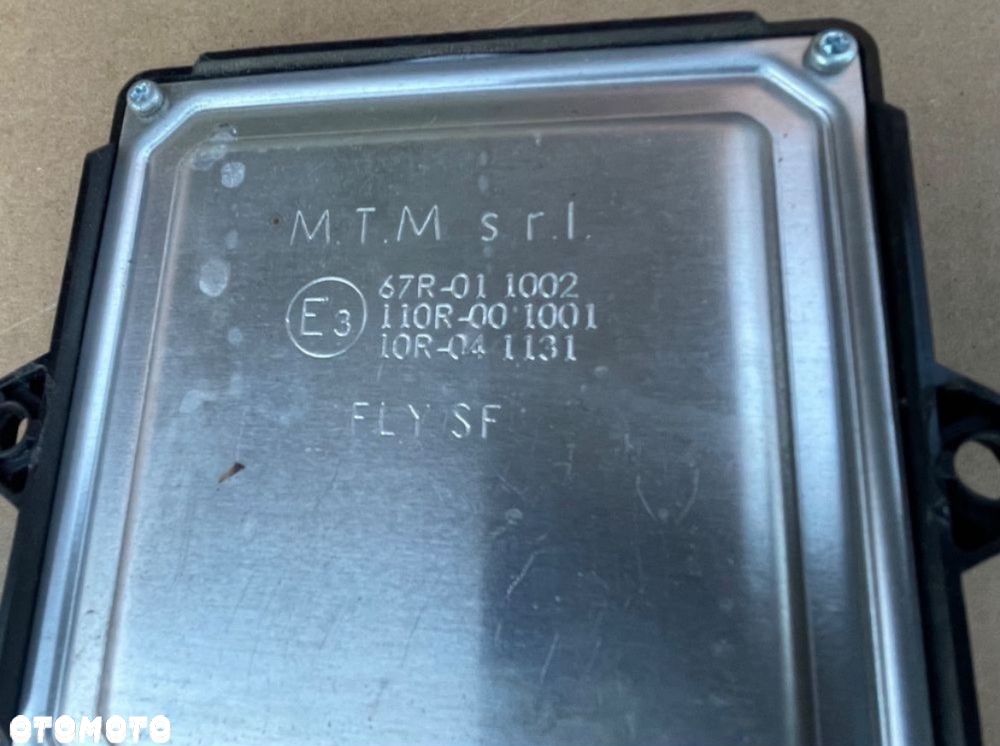 M.T.M s.r.l.
E3
67R-01 1002
110R-00 1001
10R-04 1131
FLY SF
OTOMOTO